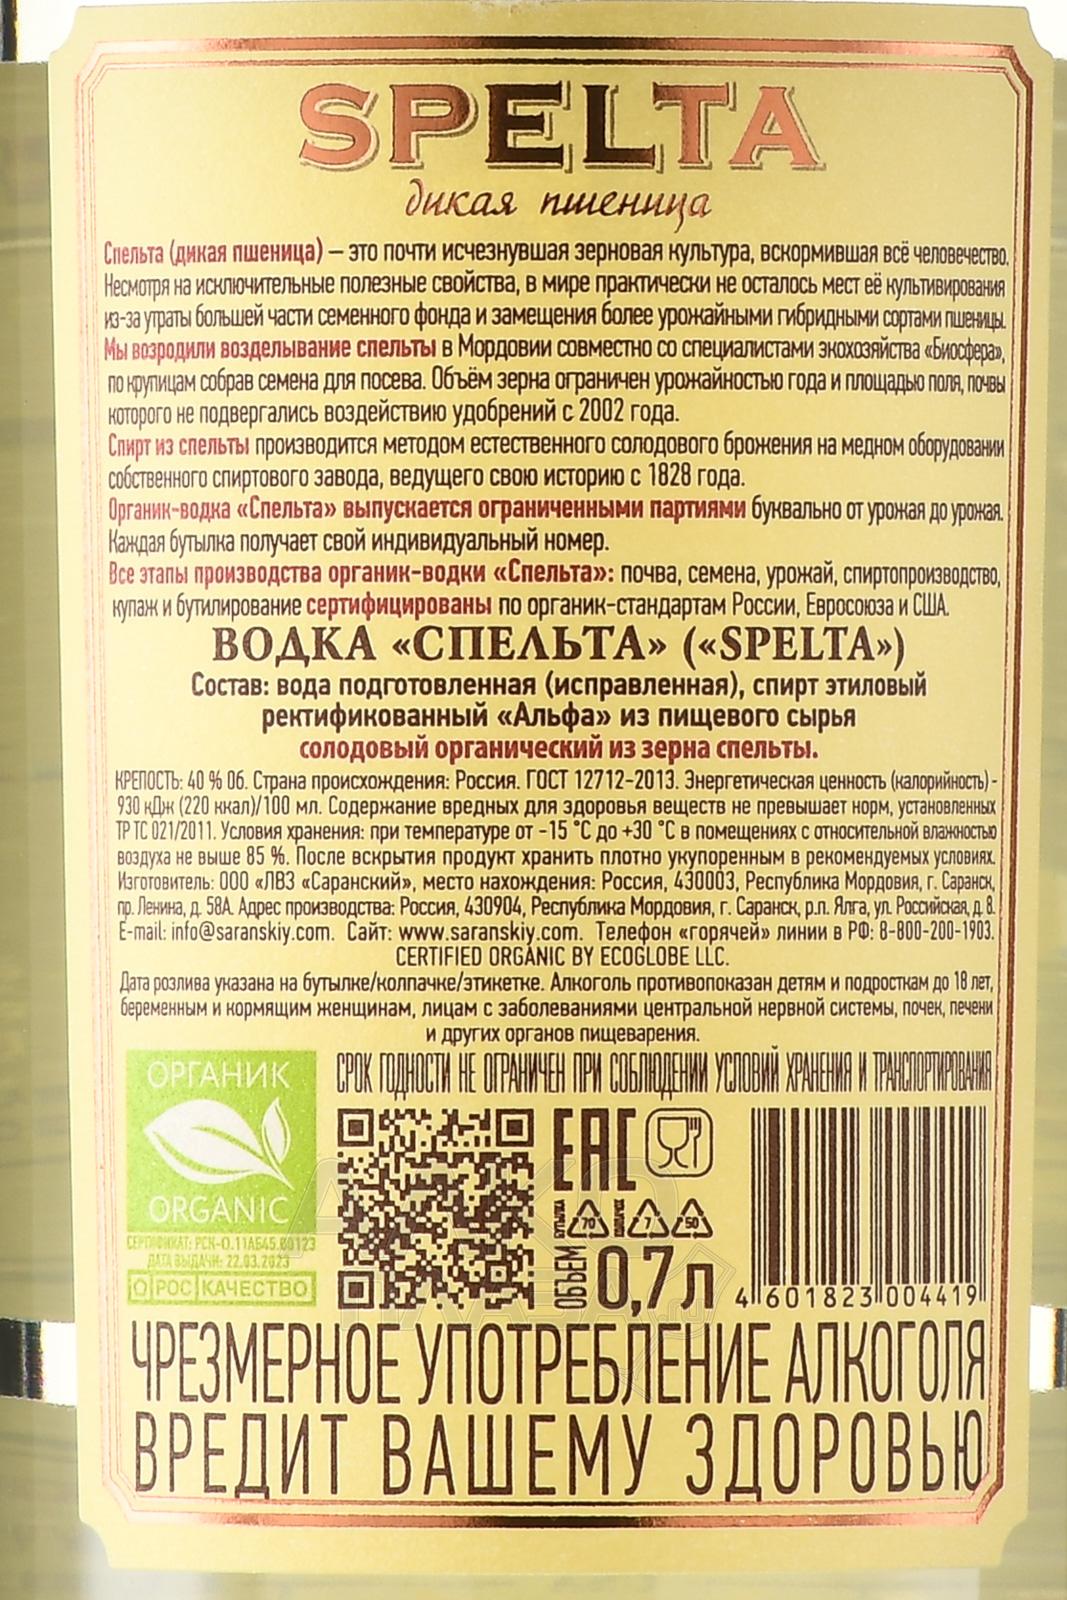 SPELTA
дикая пшеница
Спельта (дикая пшеница) – это почти исчезнувшая зерновая культура, вскормившая всё человечество.
Несмотря на исключительные полезные свойства, в мире практически не осталось мест её культивирования
из-за утраты большей части семенного фонда и замещения более урожайными гибридными сортами пшеницы.
Мы возродили возделывание спельты в Мордовии совместно со специалистами экохозяйства «Биосфера»,
по крупицам собрав семена для посева. Объём зерна ограничен урожайностью года и площадью поля, почвы
которого не подвергались воздействию удобрений с 2002 года.
Спирт из спельты производится методом естественного солодового брожения на медном оборудовании
собственного спиртового завода, ведущего свою историю с 1828 года.
Органик-водка «Спельта» выпускается ограниченными партиями буквально от урожая до урожая.
Каждая бутылка получает свой индивидуальный номер.
Все этапы производства органик-водки «Спельта»: почва, семена, урожай, спиртопроизводство,
купаж и бутилирование сертифицированы по органик-стандартам России, Евросоюза и США.
ВОДКА «СПЕЛЬТА» («SPELTA»)
Состав: вода подготовленная (исправленная), спирт этиловый
ректификованный «Альфа» из пищевого сырья
солодовый органический из зерна спельты.
КРЕПОСТЬ: 40 % Об. Страна происхождения: Россия. ГОСТ 12712-2013. Энергетическая ценность (калорийность) -
930 кДж (220 ккал)/100 мл. Содержание вредных для здоровья веществ не превышает норм, установленных
ТР ТС 021/2011. Условия хранения: при температуре от -15 °С до +30 °С в помещениях с относительной влажностью
воздуха не выше 85 %. После вскрытия продукт хранить плотно укупоренным в рекомендуемых условиях.
Изготовитель: ООО «ЛВЗ «Саранский», место нахождения: Россия, 430003, Республика Мордовия, г. Саранск,
пр. Ленина, д. 58А. Адрес производства: Россия, 430904, Республика Мордовия, г. Саранск, р.п. Ялга, ул. Российская, д. 8.
E-mail: info@saranskiy.com. Сайт: www.saranskiy.com. Телефон «горячей» линии в РФ: 8-800-200-1903.
CERTIFIED ORGANIC BY ECOGLOBE LLC.
Дата розлива указана на бутылке/колпачке/этикетке. Алкоголь противопоказан детям и подросткам до 18 лет,
беременным и кормящим женщинам, лицам с заболеваниями центральной нервной системы, почек, печени
и других органов пищеварения.
СРОК ГОДНОСТИ НЕ ОГРАНИЧЕН ПРИ СОБЛЮДЕНИИ УСЛОВИЙ ХРАНЕНИЯ И ТРАНСПОРТИРОВАНИЯ
ОРГАНИК
ORGANIC
СЕРТИФИКАТ: РСК-О.11АБ45.00123
ДАТА ВЫДАЧИ: 22.03.2023
РОС КАЧЕСТВО
EAC
БУТЫЛКА 70 КОЛПАЧОК 7 50
ОБЪЕМ 0,7 л
4 601823 004419
ЧРЕЗМЕРНОЕ УПОТРЕБЛЕНИЕ АЛКОГОЛЯ
ВРЕДИТ ВАШЕМУ ЗДОРОВЬЮ